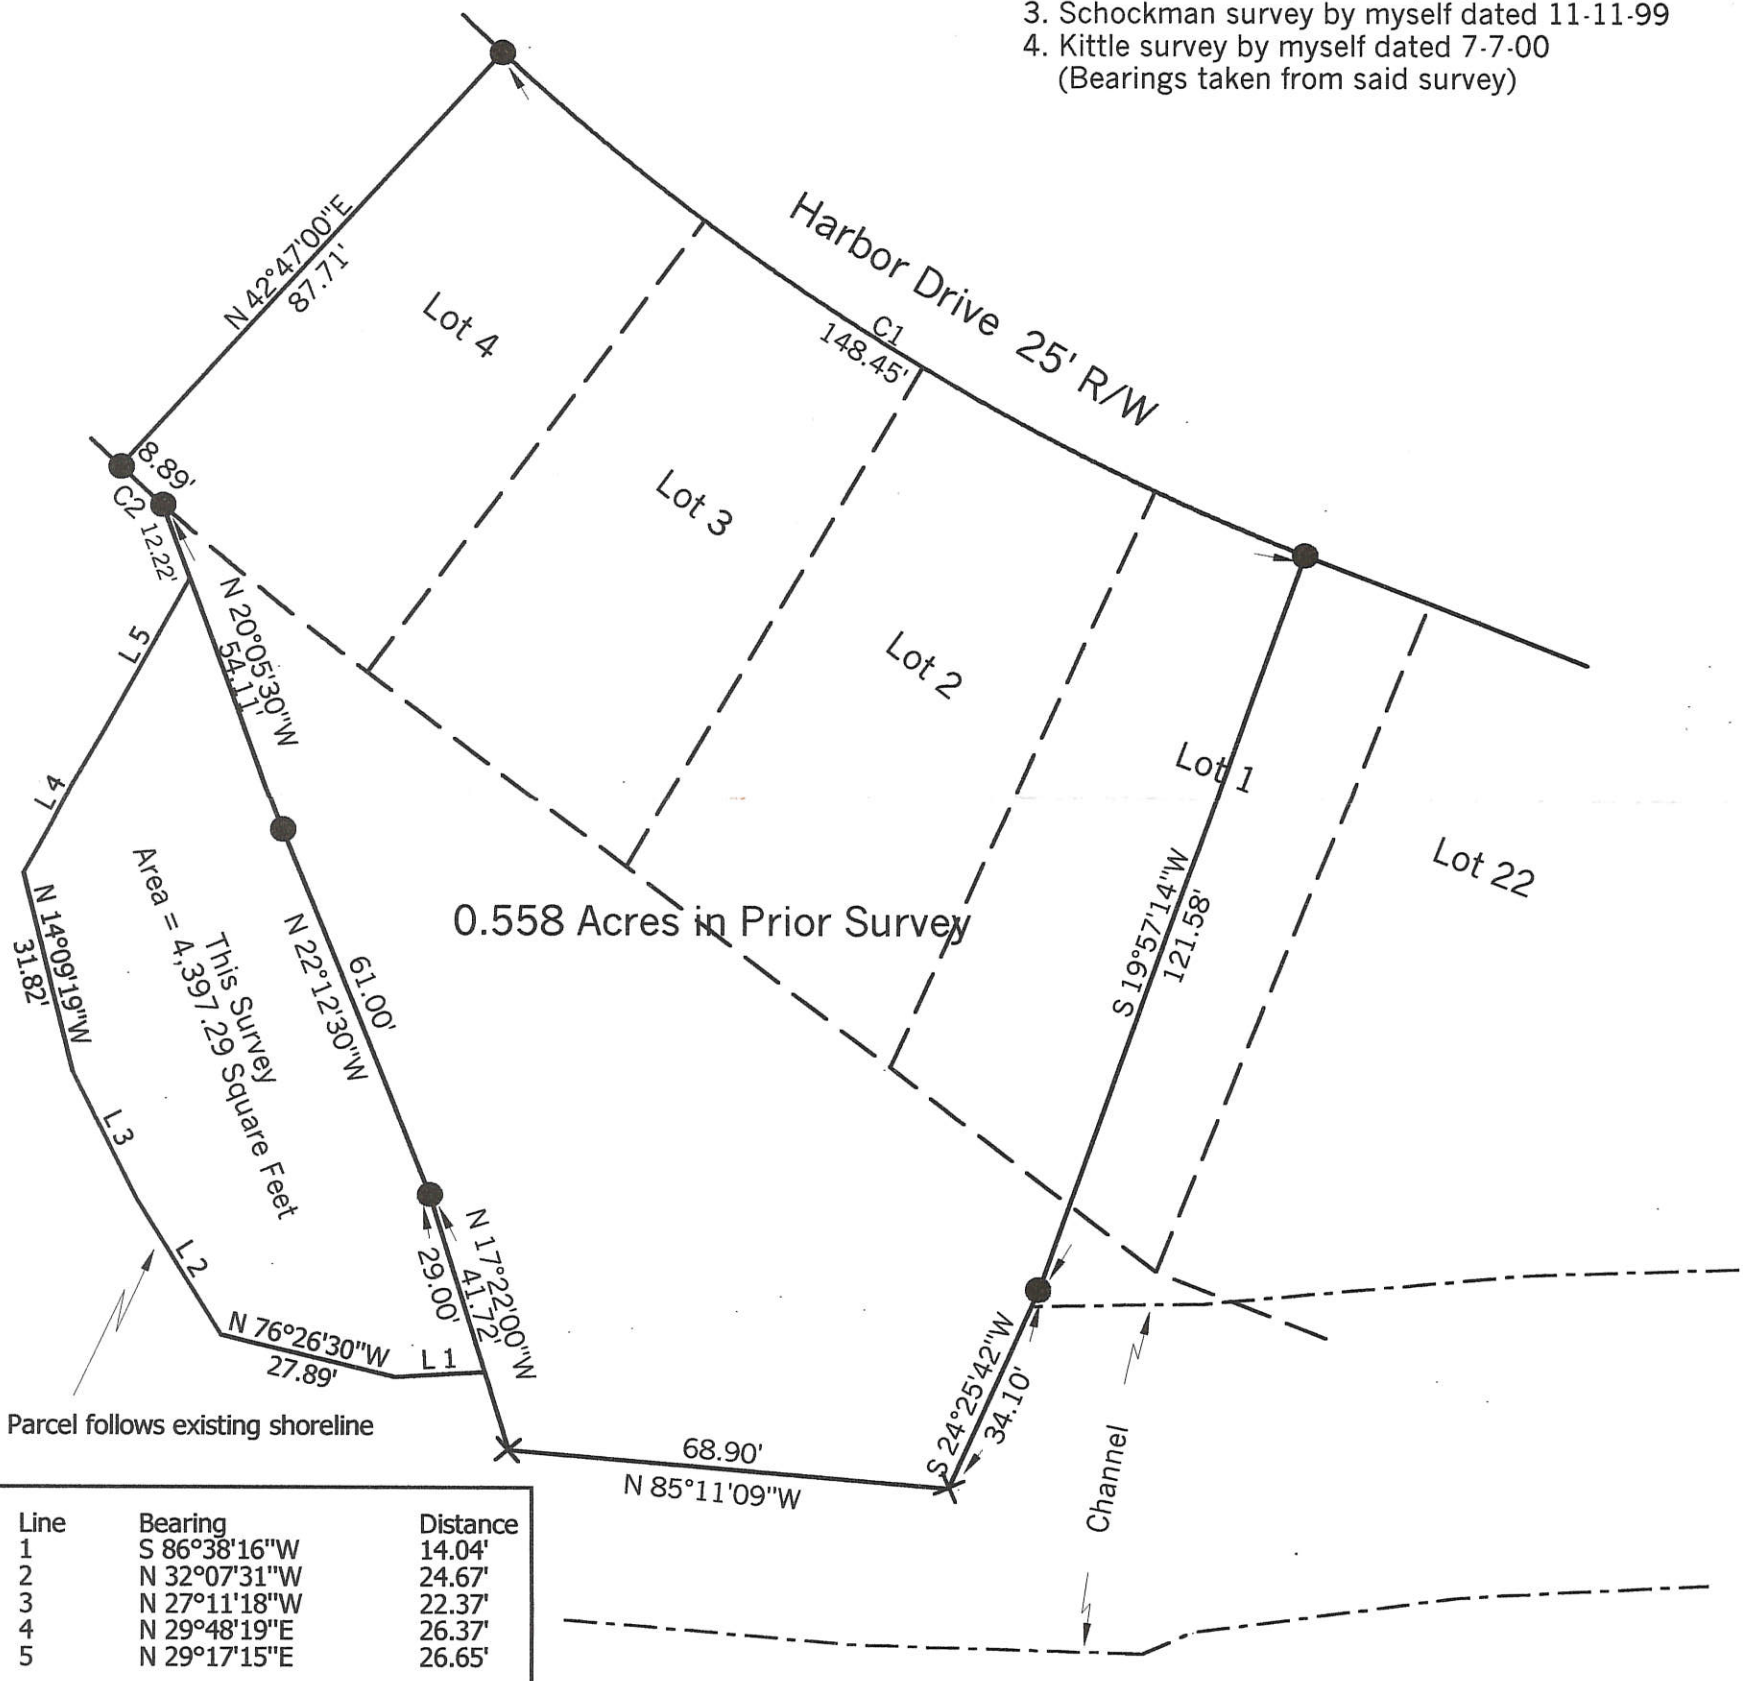 3. Schockman survey by myself dated 11-11-99
4. Kittle survey by myself dated 7-7-00
(Bearings taken from said survey)
Harbor Drive 25' R/W
C1
148.45'
N 42°47'00"E
87.71'
Lot 4
Lot 3
Lot 2
Lot 1
Lot 22
8.89'
C2
12.22'
N 20°05'30"W
54.11'
L 5
L 4
N 14°09'19"W
31.82'
L 3
L 2
This Survey
Area = 4,397.29 Square Feet
61.00'
N 22°12'30"W
0.558 Acres in Prior Survey
S 19°57'14"W
121.58'
N 17°22'00"W
41.72'
29.00'
N 76°26'30"W
27.89'
L 1
S 24°25'42"W
34.10'
Channel
Parcel follows existing shoreline
68.90'
N 85°11'09"W
Line Bearing Distance
1 S 86°38'16"W 14.04'
2 N 32°07'31"W 24.67'
3 N 27°11'18"W 22.37'
4 N 29°48'19"E 26.37'
5 N 29°17'15"E 26.65'